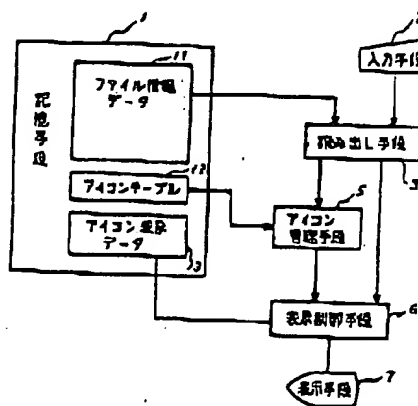 1
11
ファイル情報
データ
記憶手段
12
アイコンテーブル
アイコン表示
データ
13
入力手段
読み出し手段
5
アイコン
管理手段
表示制御手段
6
表示手段
7